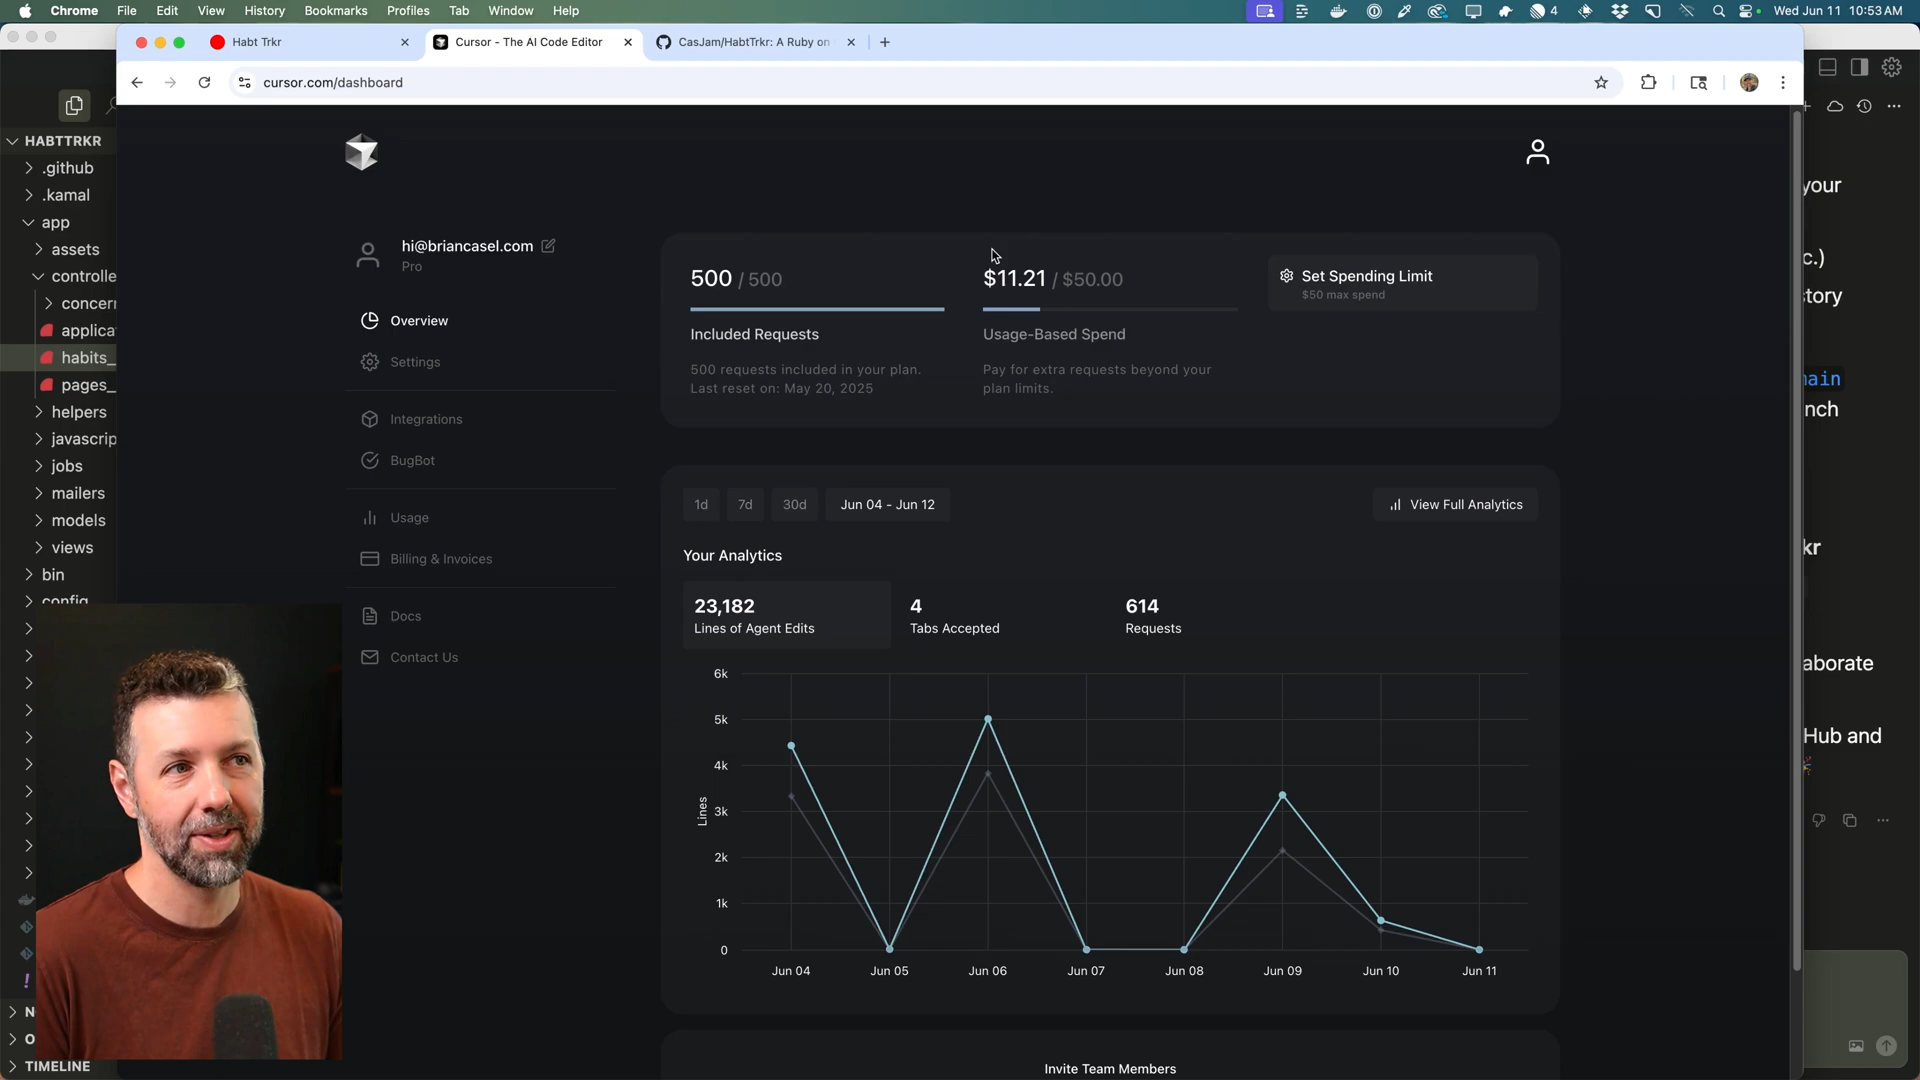 Chrome File Edit View History Bookmarks Profiles Tab Window Help 4 Wed Jun 11 10:53 AM
Habt Trkr
Cursor - The AI Code Editor
CasJam/HabtTrkr: A Ruby on
cursor.com/dashboard
HABTTRKR
.github
.kamal
app
assets
controlle
concern
applica
habits_
pages_
helpers
javascrip
jobs
mailers
models
views
bin
config
N
O
TIMELINE
hi@briancasel.com
Pro
Overview
Settings
Integrations
BugBot
Usage
Billing & Invoices
Docs
Contact Us
500 / 500
Included Requests
500 requests included in your plan.
Last reset on: May 20, 2025
$11.21 / $50.00
Usage-Based Spend
Pay for extra requests beyond your
plan limits.
Set Spending Limit
$50 max spend
1d 7d 30d Jun 04 - Jun 12
View Full Analytics
Your Analytics
23,182
Lines of Agent Edits
4
Tabs Accepted
614
Requests
6k
5k
4k
3k
2k
1k
0
Lines
Jun 04 Jun 05 Jun 06 Jun 07 Jun 08 Jun 09 Jun 10 Jun 11
Invite Team Members
your
c.)
story
main
nch
kr
aborate
Hub and